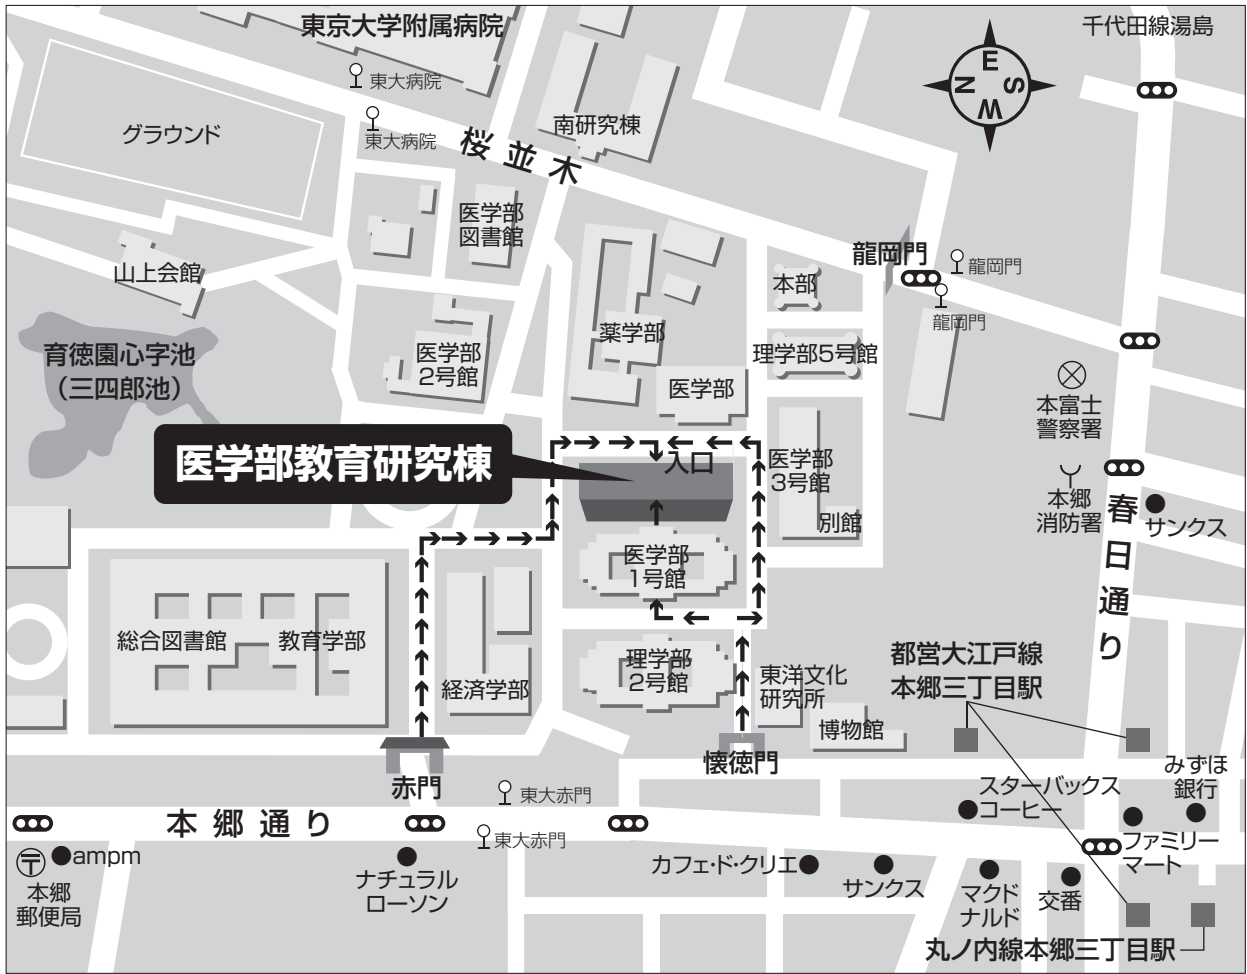 東京大学附属病院
千代田線湯島
東大病院
東大病院
E
N
S
W
グラウンド
南研究棟
桜並木
医学部
図書館
山上会館
龍岡門
龍岡門
龍岡門
本部
薬学部
理学部5号館
育徳園心字池
(三四郎池)
医学部
2号館
医学部
本富士
警察署
医学部教育研究棟
入口
医学部
3号館
別館
本郷
消防署
サンクス
春日通り
医学部
1号館
総合図書館
教育学部
経済学部
理学部
2号館
東洋文化
研究所
博物館
都営大江戸線
本郷三丁目駅
赤門
懐徳門
東大赤門
東大赤門
スターバックス
コーヒー
みずほ
銀行
本郷通り
ファミリー
マート
〒
ampm
本郷
郵便局
ナチュラル
ローソン
カフェ・ド・クリエ
サンクス
マクド
ナルド
交番
丸ノ内線本郷三丁目駅